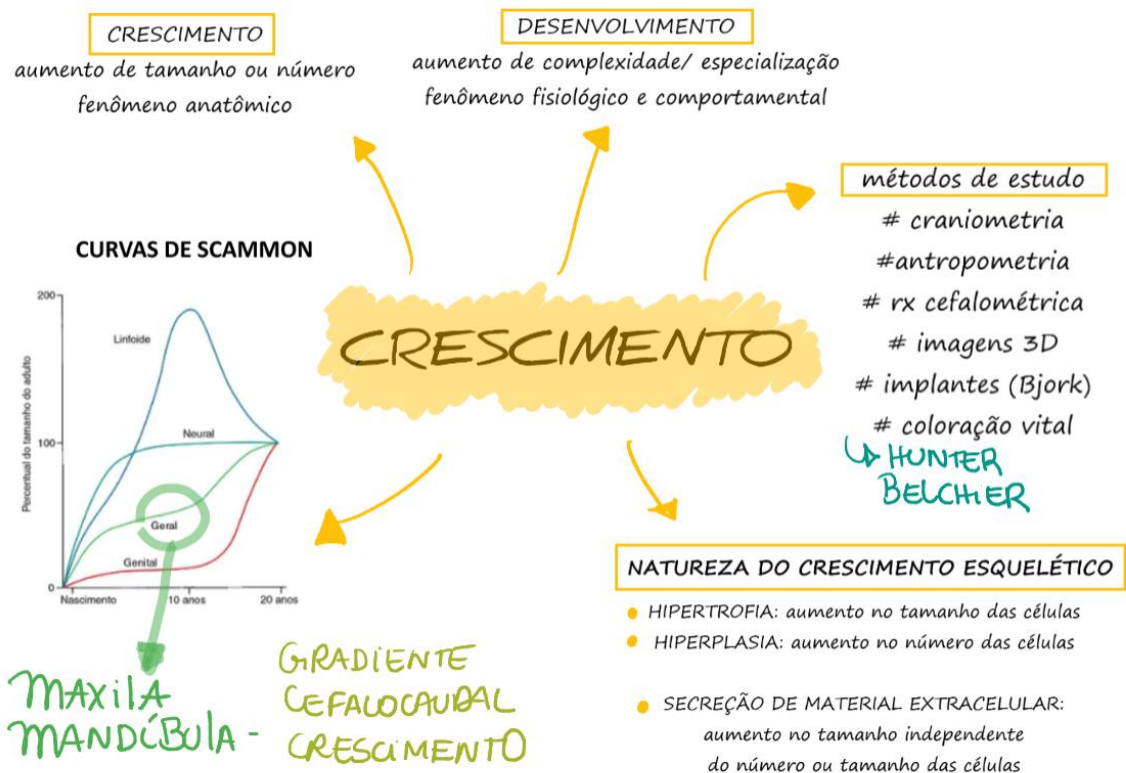 CRESCIMENTO
aumento de tamanho ou número
fenômeno anatômico
DESENVOLVIMENTO
aumento de complexidade/ especialização
fenômeno fisiológico e comportamental
métodos de estudo
# craniometria
#antropometria
# rx cefalométrica
# imagens 3D
# implantes (Bjork)
# coloração vital
HUNTER
BELCHIER
CURVAS DE SCAMMON
Percentual do tamanho do adulto
200
100
0
Linfoide
Neural
Geral
Genital
Nascimento
10 anos
20 anos
CRESCIMENTO
MAXILA
MANDÍBULA -
GRADIENTE
CEFALOCAUDAL
CRESCIMENTO
NATUREZA DO CRESCIMENTO ESQUELÉTICO
HIPERTROFIA: aumento no tamanho das células
HIPERPLASIA: aumento no número das células
SECREÇÃO DE MATERIAL EXTRACELULAR:
aumento no tamanho independente
do número ou tamanho das células